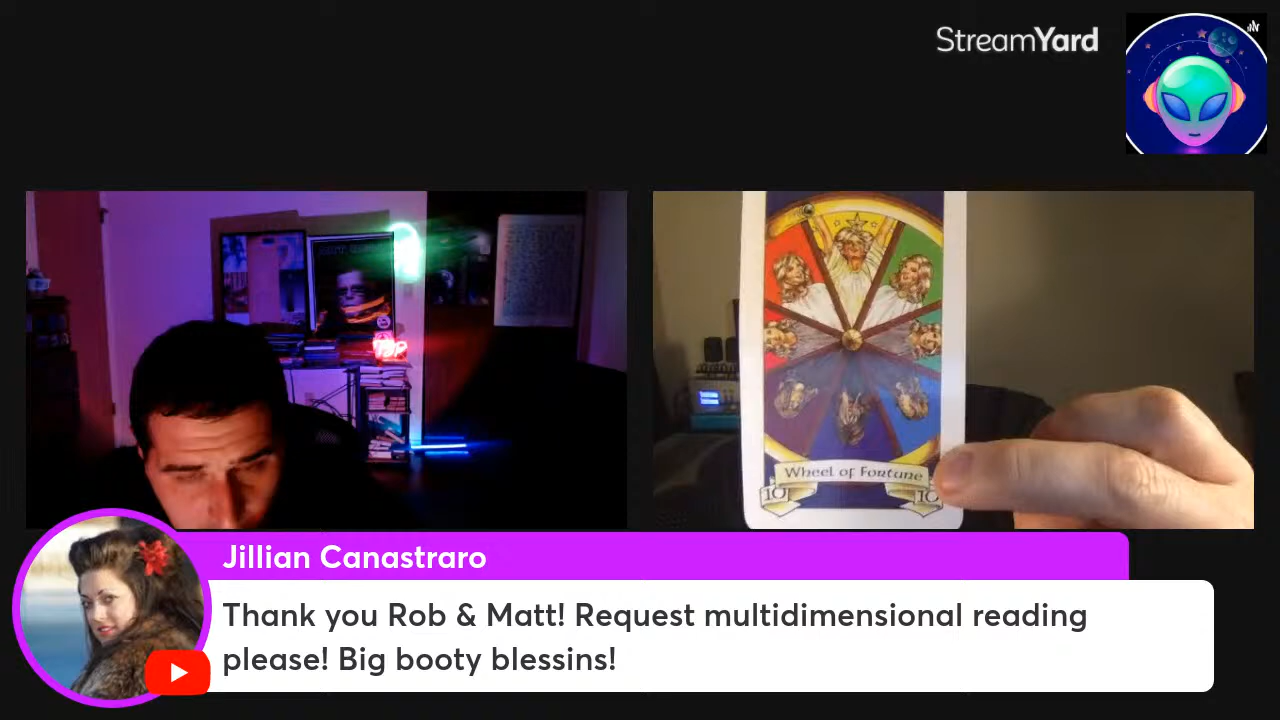 StreamYard
Wheel of Fortune
10 10
Jillian Canastraro
Thank you Rob & Matt! Request multidimensional reading
please! Big booty blessins!